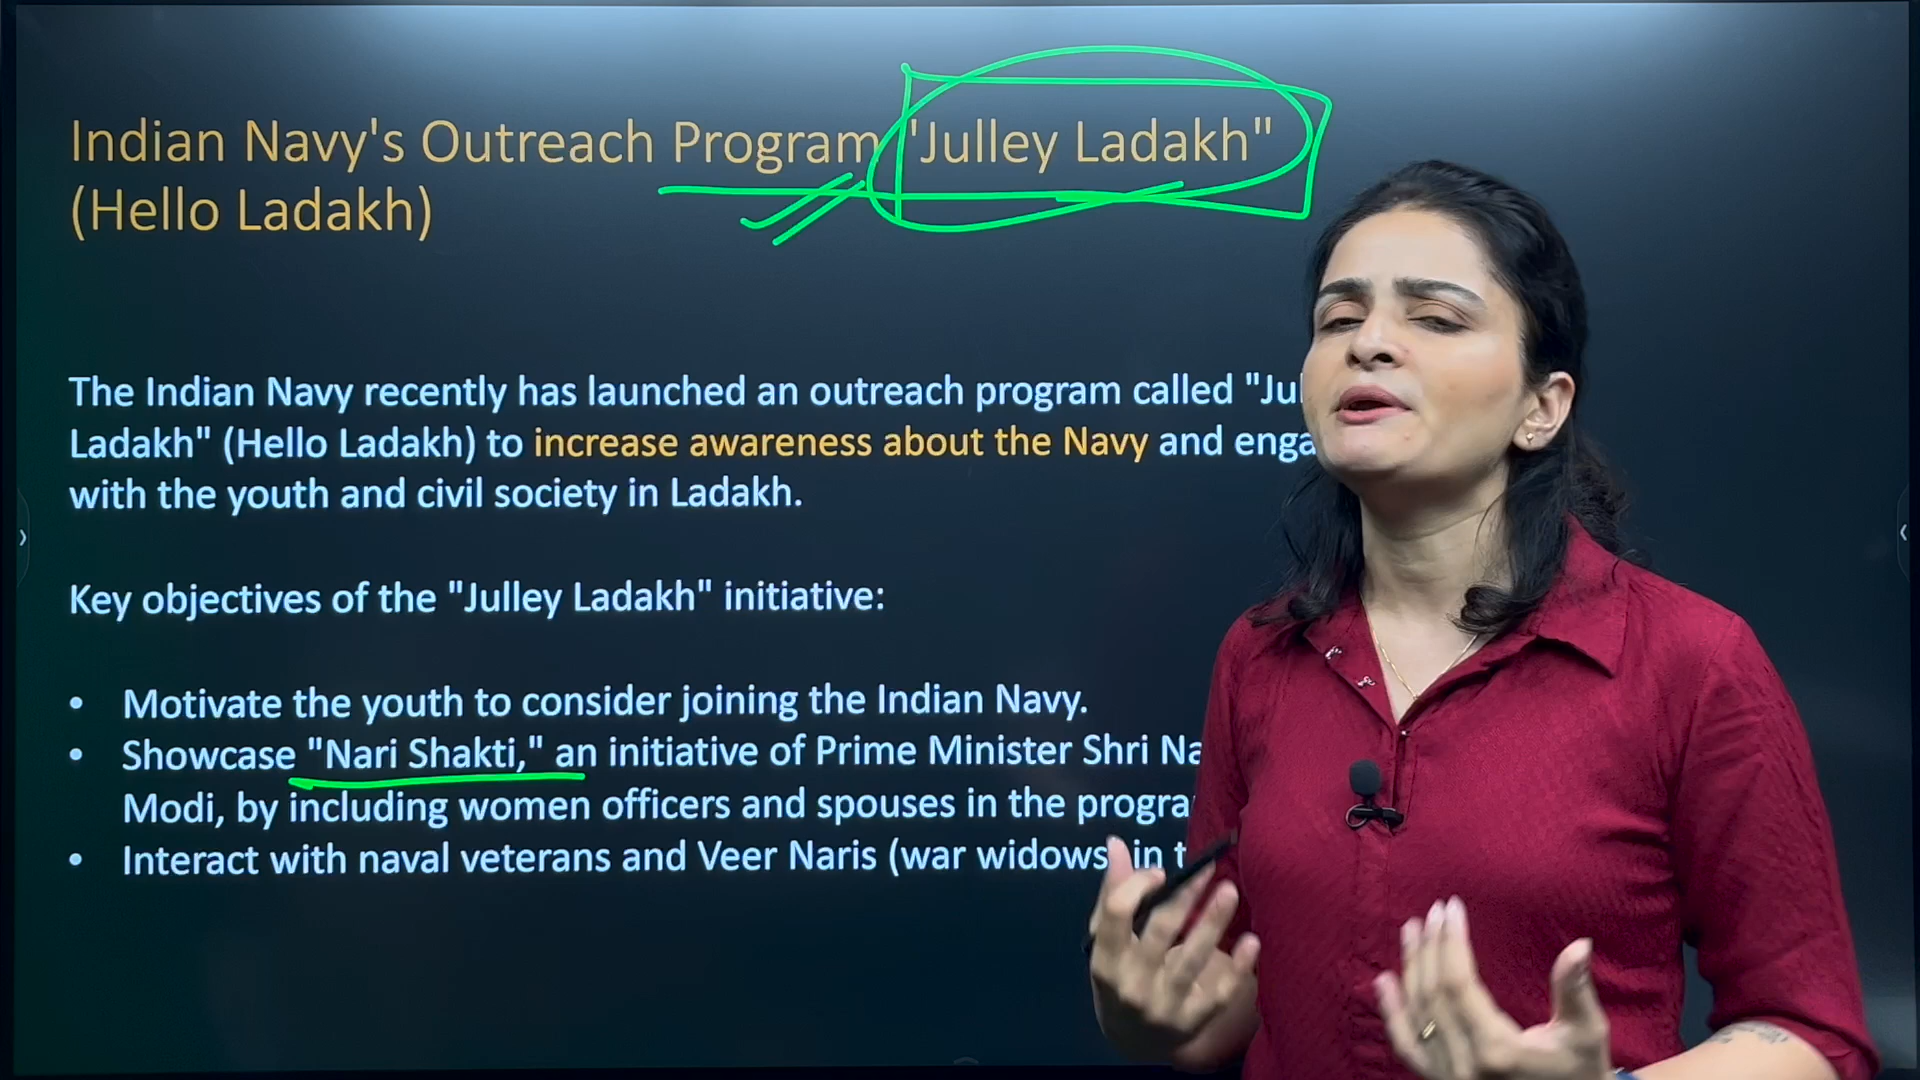 Indian Navy's Outreach Program 'Julley Ladakh"
(Hello Ladakh)
The Indian Navy recently has launched an outreach program called "Jul
Ladakh" (Hello Ladakh) to increase awareness about the Navy and enga
with the youth and civil society in Ladakh.
Key objectives of the "Julley Ladakh" initiative:
• Motivate the youth to consider joining the Indian Navy.
• Showcase "Nari Shakti," an initiative of Prime Minister Shri Na
Modi, by including women officers and spouses in the progra
• Interact with naval veterans and Veer Naris (war widows) in t